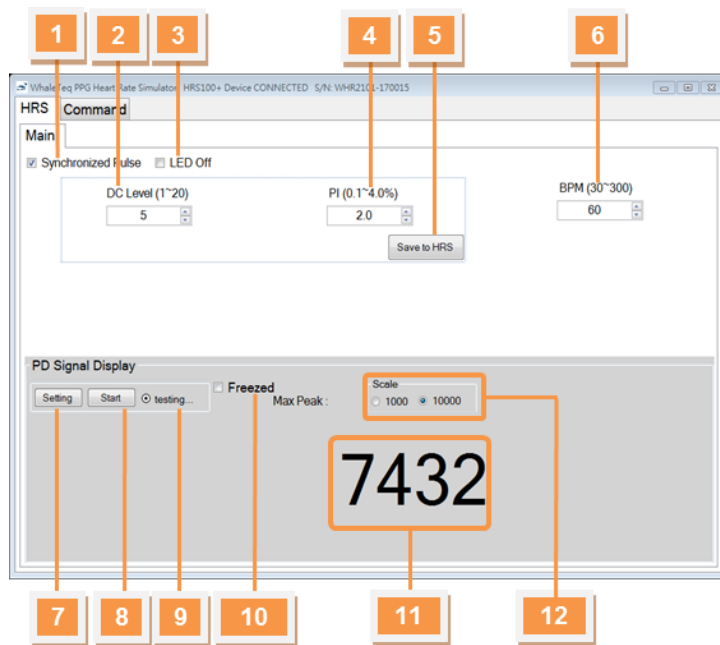 1 2 3 4 5 6
WhaleTeq PPG Heart Rate Simulator HRS100+ Device CONNECTED S/N: WHR2101-170015
HRS Command
Main
Synchronized Pulse LED Off
DC Level (1~20) PI (0.1~4.0%) BPM (30~300)
5 2.0 60
Save to HRS
PD Signal Display
Setting Start testing... Freezed Max Peak : Scale 1000 10000
7432
7 8 9 10 11 12